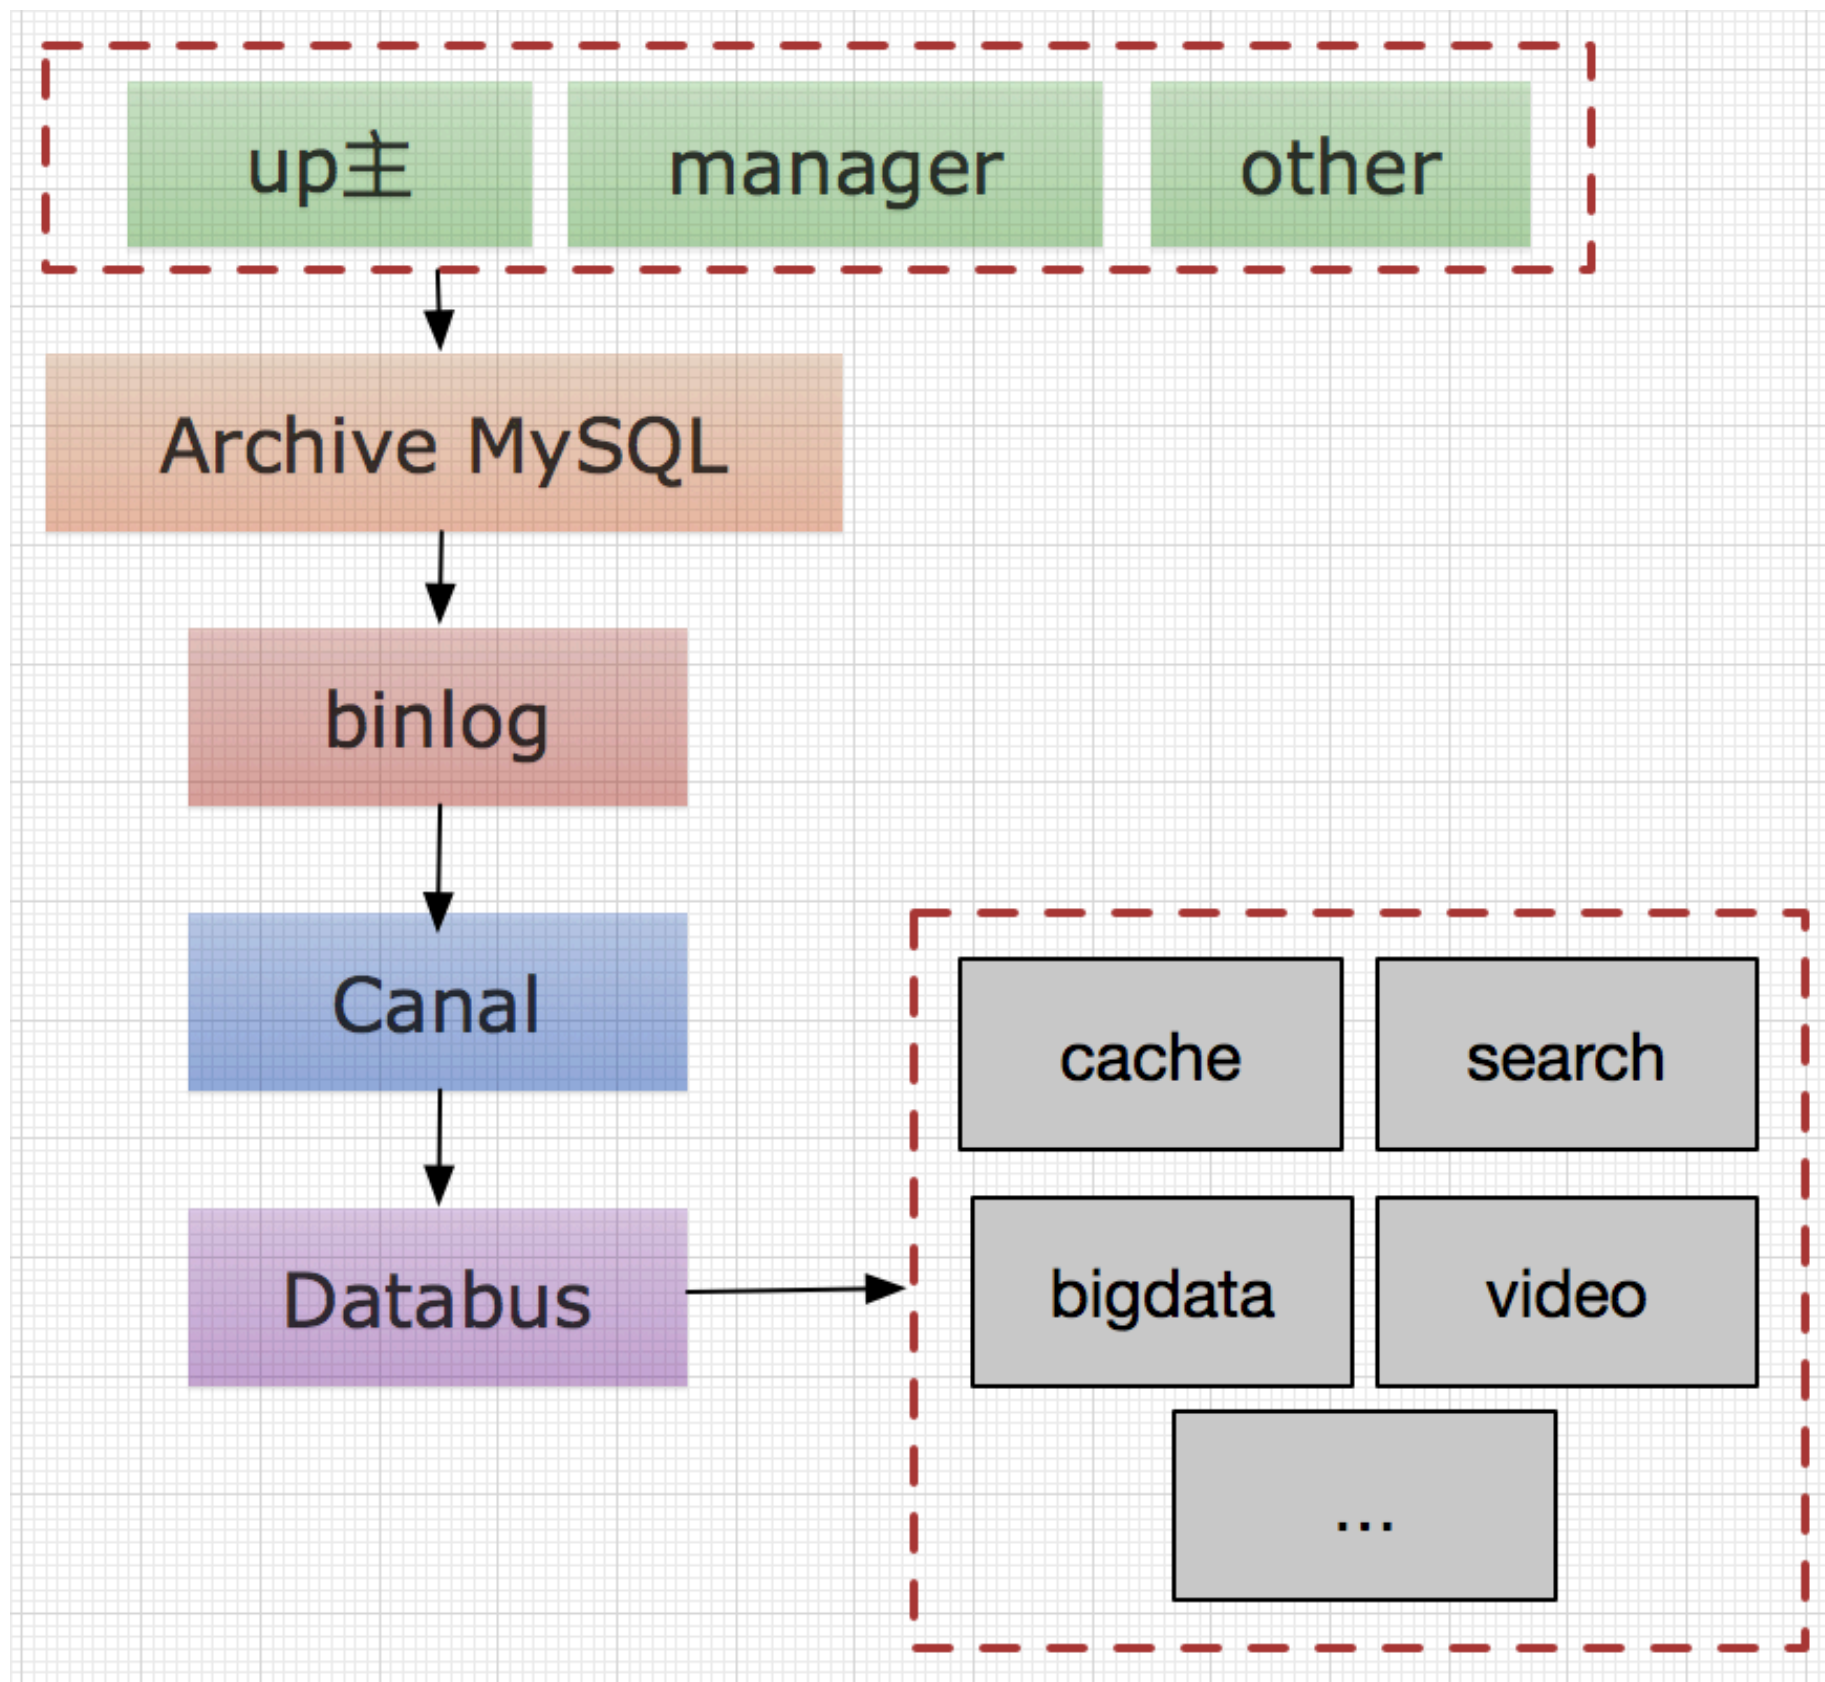 up主
manager
other
Archive MySQL
binlog
Canal
Databus
cache
search
bigdata
video
...